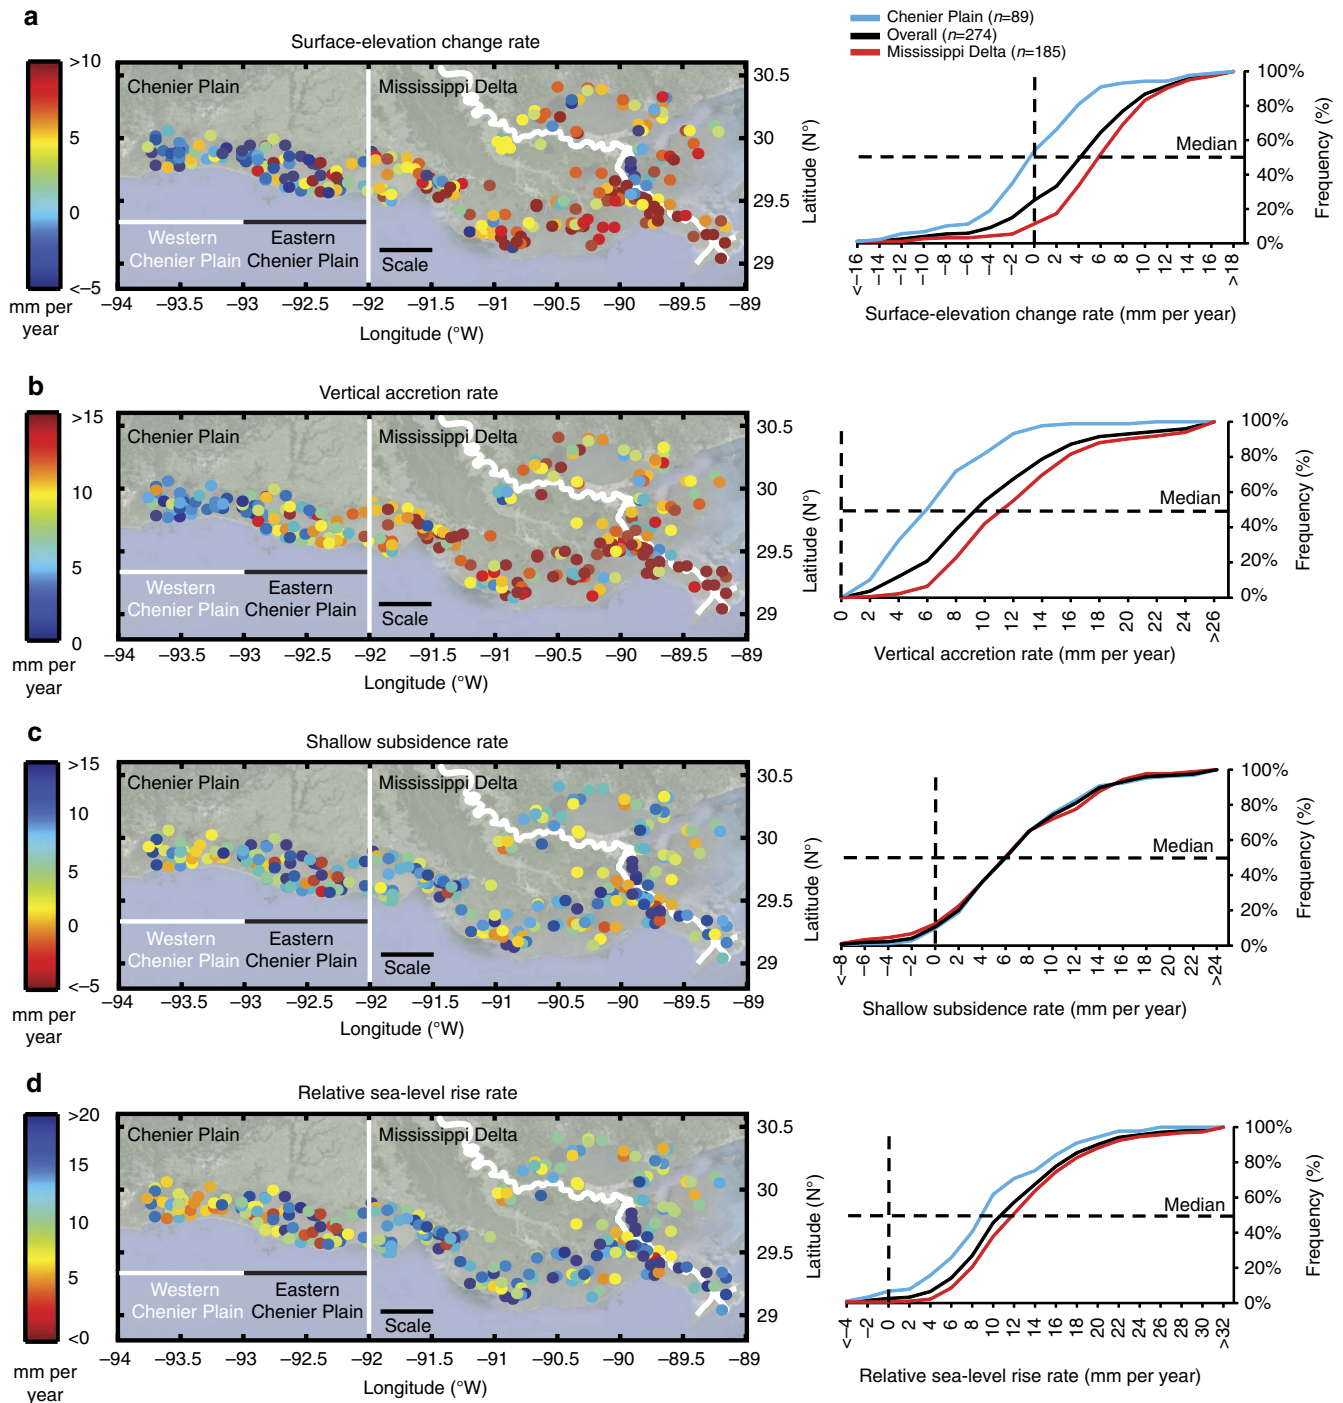 a
Surface-elevation change rate
>10
5
0
<–5
mm per
year
Chenier Plain
Mississippi Delta
Western
Chenier Plain
Eastern
Chenier Plain
Scale
–94 –93.5 –93 –92.5 –92 –91.5 –91 –90.5 –90 –89.5 –89
Longitude (°W)
30.5
30
29.5
29
Latitude (N°)
Chenier Plain (n=89)
Overall (n=274)
Mississippi Delta (n=185)
Median
100%
80%
60%
40%
20%
0%
Frequency (%)
<–16 –14 –12 –10 –8 –6 –4 –2 0 2 4 6 8 10 12 14 16 >18
Surface-elevation change rate (mm per year)
b
Vertical accretion rate
>15
10
5
0
mm per
year
Chenier Plain
Mississippi Delta
Western
Chenier Plain
Eastern
Chenier Plain
Scale
–94 –93.5 –93 –92.5 –92 –91.5 –91 –90.5 –90 –89.5 –89
Longitude (°W)
30.5
30
29.5
29
Latitude (N°)
Median
100%
80%
60%
40%
20%
0%
Frequency (%)
0 2 4 6 8 10 12 14 16 18 20 22 24 >26
Vertical accretion rate (mm per year)
c
Shallow subsidence rate
>15
10
5
0
<–5
mm per
year
Chenier Plain
Mississippi Delta
Western
Chenier Plain
Eastern
Chenier Plain
Scale
–94 –93.5 –93 –92.5 –92 –91.5 –91 –90.5 –90 –89.5 –89
Longitude (°W)
30.5
30
29.5
29
Latitude (N°)
Median
100%
80%
60%
40%
20%
0%
Frequency (%)
<–8 –6 –4 –2 0 2 4 6 8 10 12 14 16 18 20 22 >24
Shallow subsidence rate (mm per year)
d
Relative sea-level rise rate
>20
15
10
5
<0
mm per
year
Chenier Plain
Mississippi Delta
Western
Chenier Plain
Eastern
Chenier Plain
Scale
–94 –93.5 –93 –92.5 –92 –91.5 –91 –90.5 –90 –89.5 –89
Longitude (°W)
30.5
30
29.5
29
Latitude (N°)
Median
100%
80%
60%
40%
20%
0%
Frequency (%)
<–4 –2 0 2 4 6 8 10 12 14 16 18 20 22 24 26 28 30 >32
Relative sea-level rise rate (mm per year)